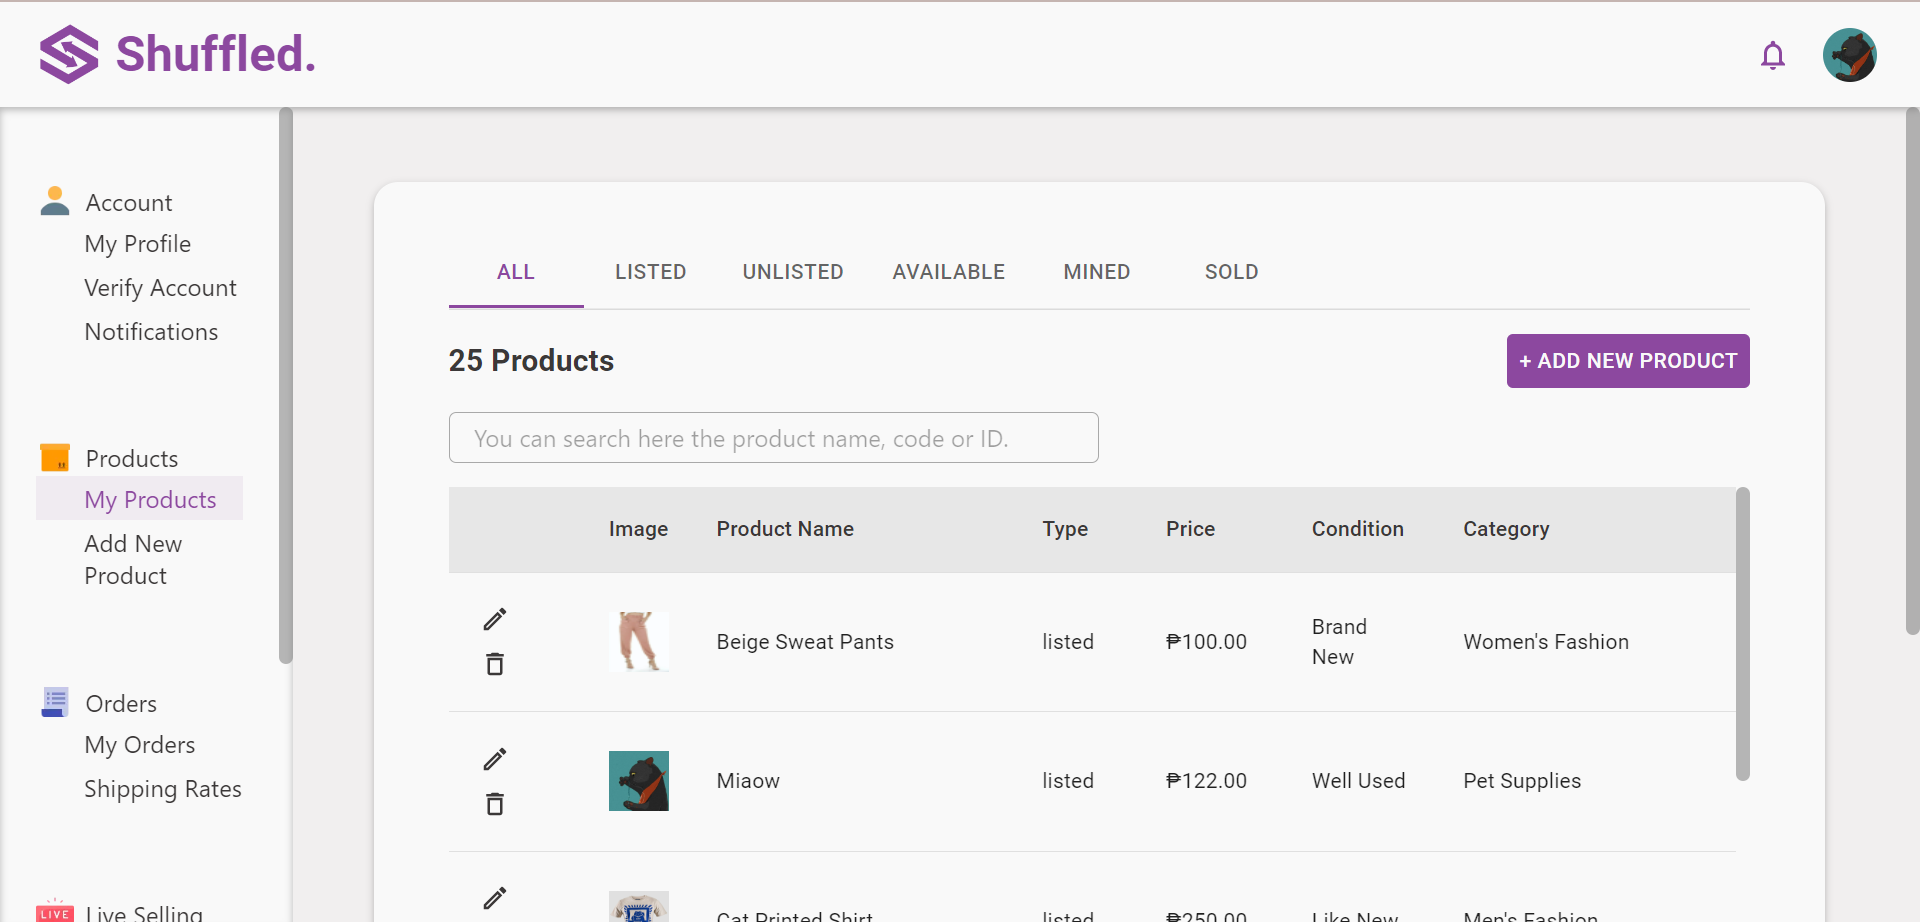 Shuffled.
Account
My Profile
Verify Account
Notifications
Products
My Products
Add New
Product
Orders
My Orders
Shipping Rates
LIVE Live Selling
ALL LISTED UNLISTED AVAILABLE MINED SOLD
25 Products
+ ADD NEW PRODUCT
You can search here the product name, code or ID.
Image Product Name Type Price Condition Category
Beige Sweat Pants listed ₱100.00 Brand New Women's Fashion
Miaow listed ₱122.00 Well Used Pet Supplies
Cat Printed Shirt listed ₱250.00 Like New Men's Fashion